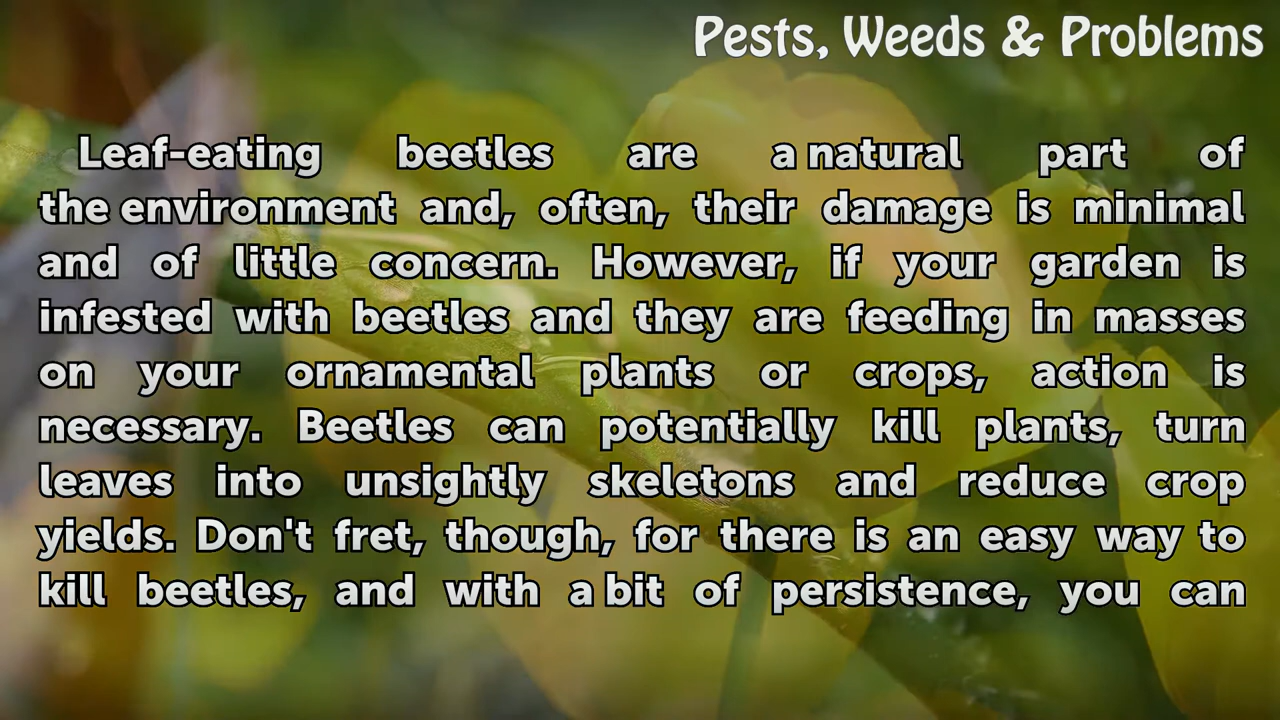 Pests, Weeds & Problems
Leaf-eating beetles are a natural part of
the environment and, often, their damage is minimal
and of little concern. However, if your garden is
infested with beetles and they are feeding in masses
on your ornamental plants or crops, action is
necessary. Beetles can potentially kill plants, turn
leaves into unsightly skeletons and reduce crop
yields. Don't fret, though, for there is an easy way to
kill beetles, and with a bit of persistence, you can